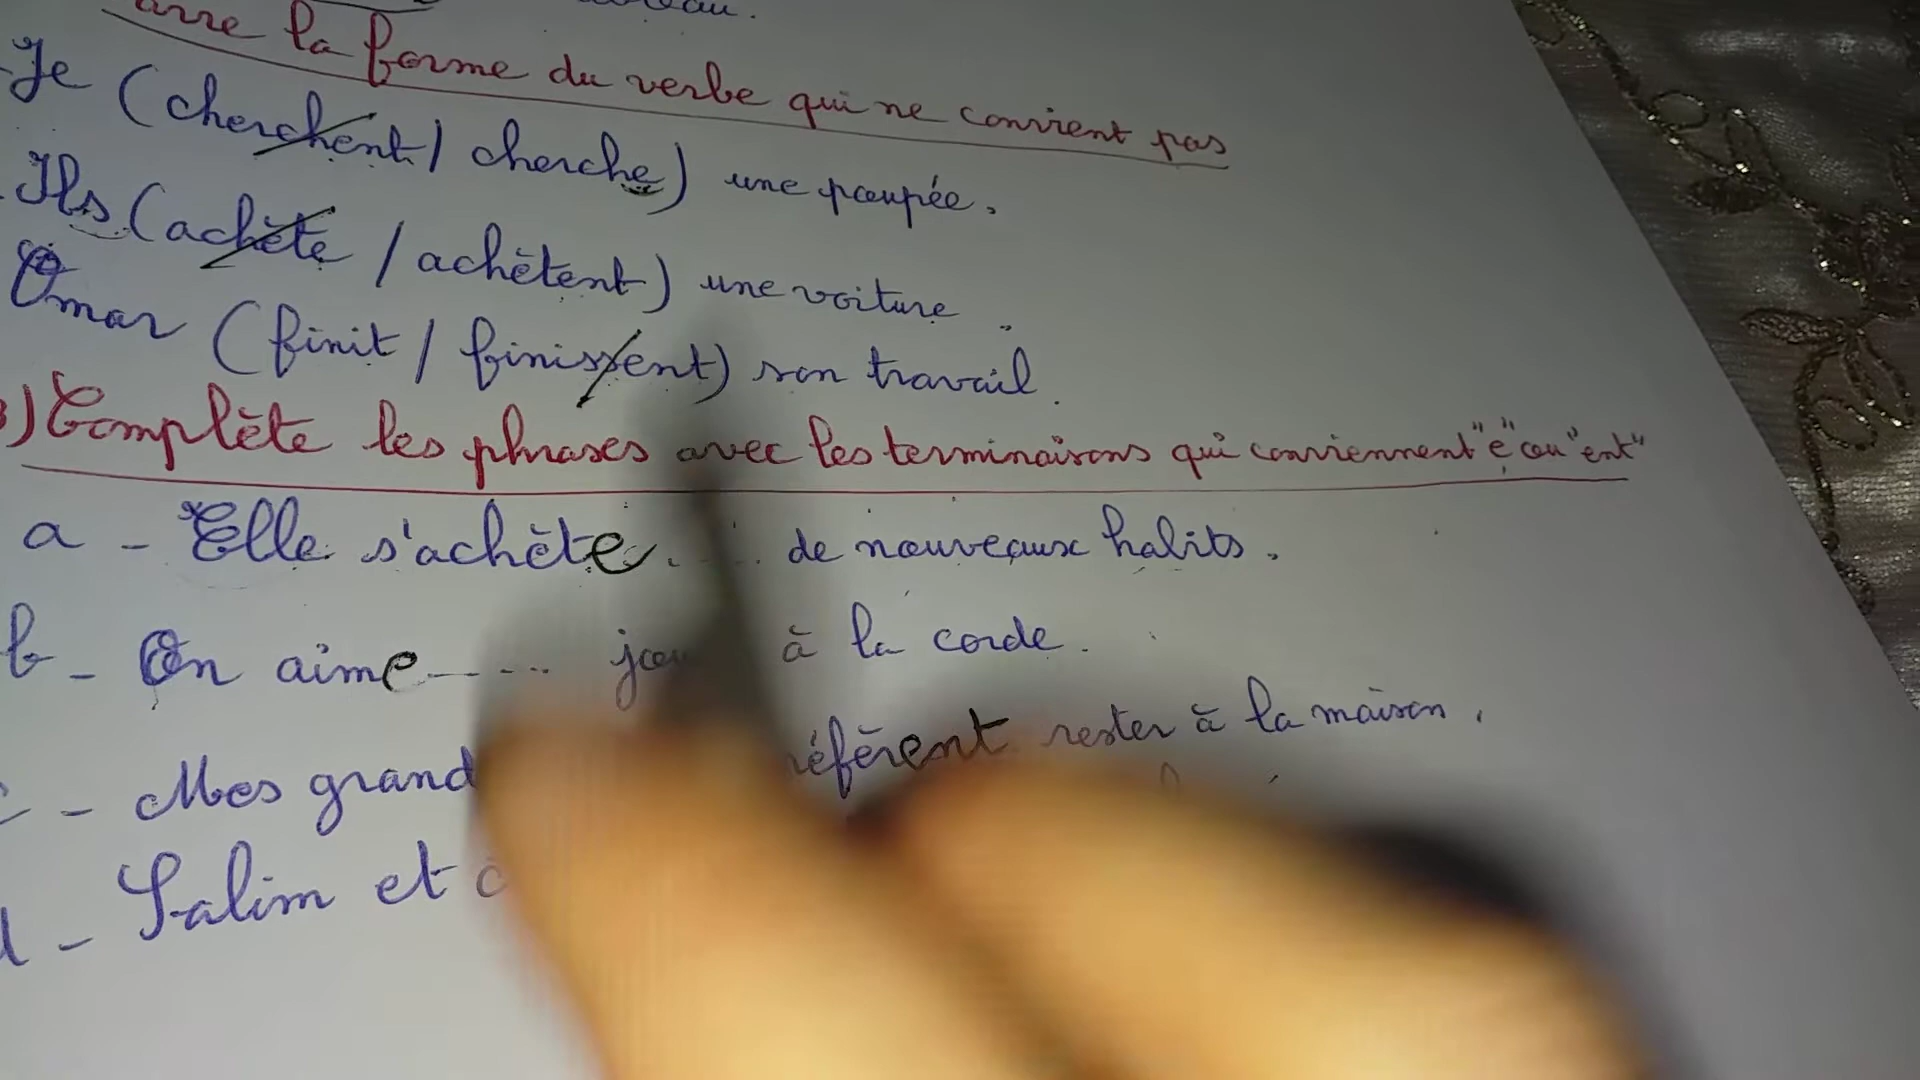 la forme du verbe qui ne convient pas
Je (cherchent / cherche) une poupée.
Ils (achète / achètent) une voiture.
Omar (finit / finissent) son travail.
3) Complète les phrases avec les terminaisons qui conviennent "e" ou "ent"
a - Elle s'achète.... de nouveaux habits.
b - On aime----... à la corde.
c - Mes grand rester à la maison.
d - Salim et